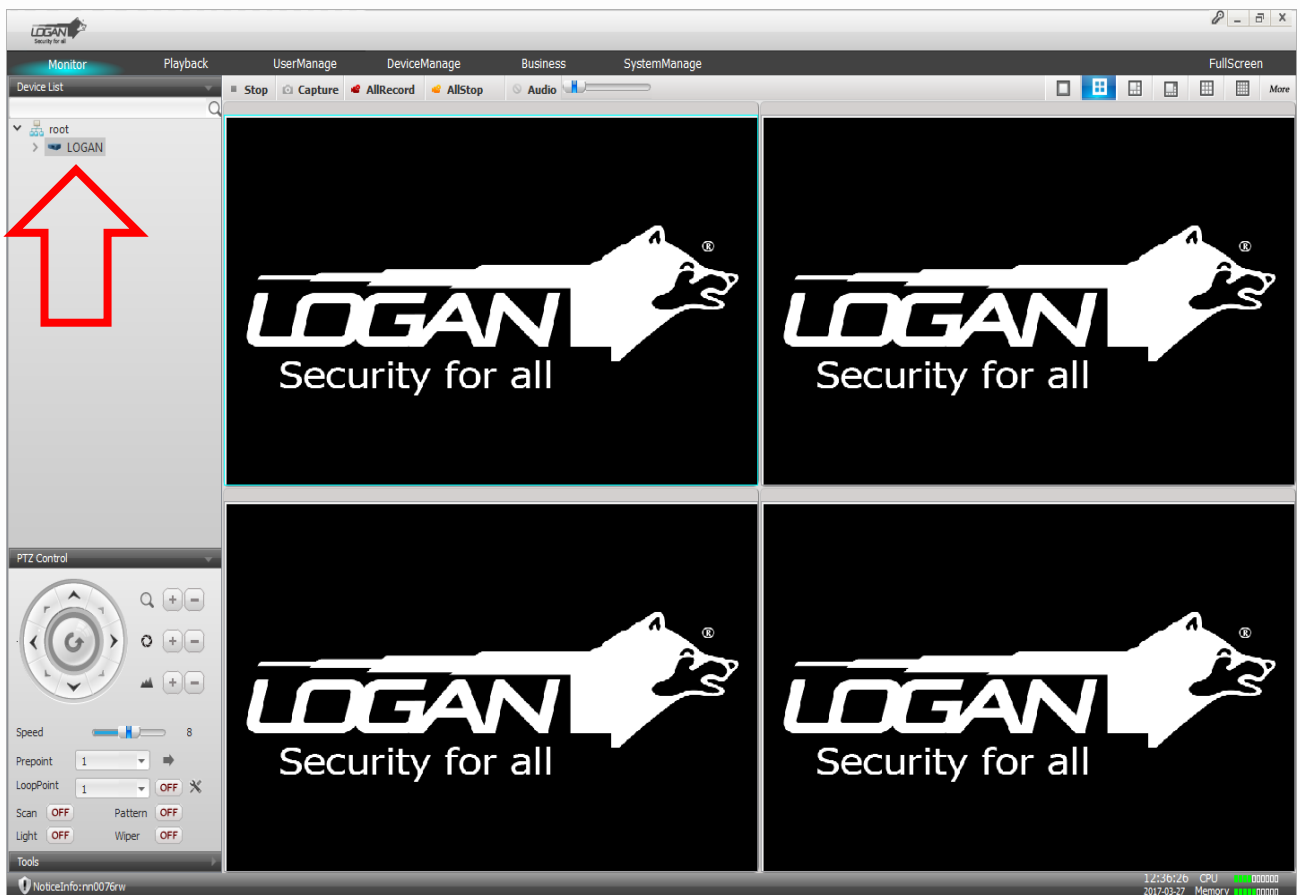 LOGAN
Security for all
X
Monitor Playback UserManage DeviceManage Business SystemManage FullScreen
Device List
Stop Capture AllRecord AllStop Audio More
root
LOGAN
®
LOGAN
Security for all
®
LOGAN
Security for all
®
LOGAN
Security for all
®
LOGAN
Security for all
PTZ Control
Speed 8
Prepoint 1
LoopPoint 1 OFF
Scan OFF Pattern OFF
Light OFF Wiper OFF
Tools
NoticeInfo:nn0076rw
12:36:26 CPU
2017-03-27 Memory